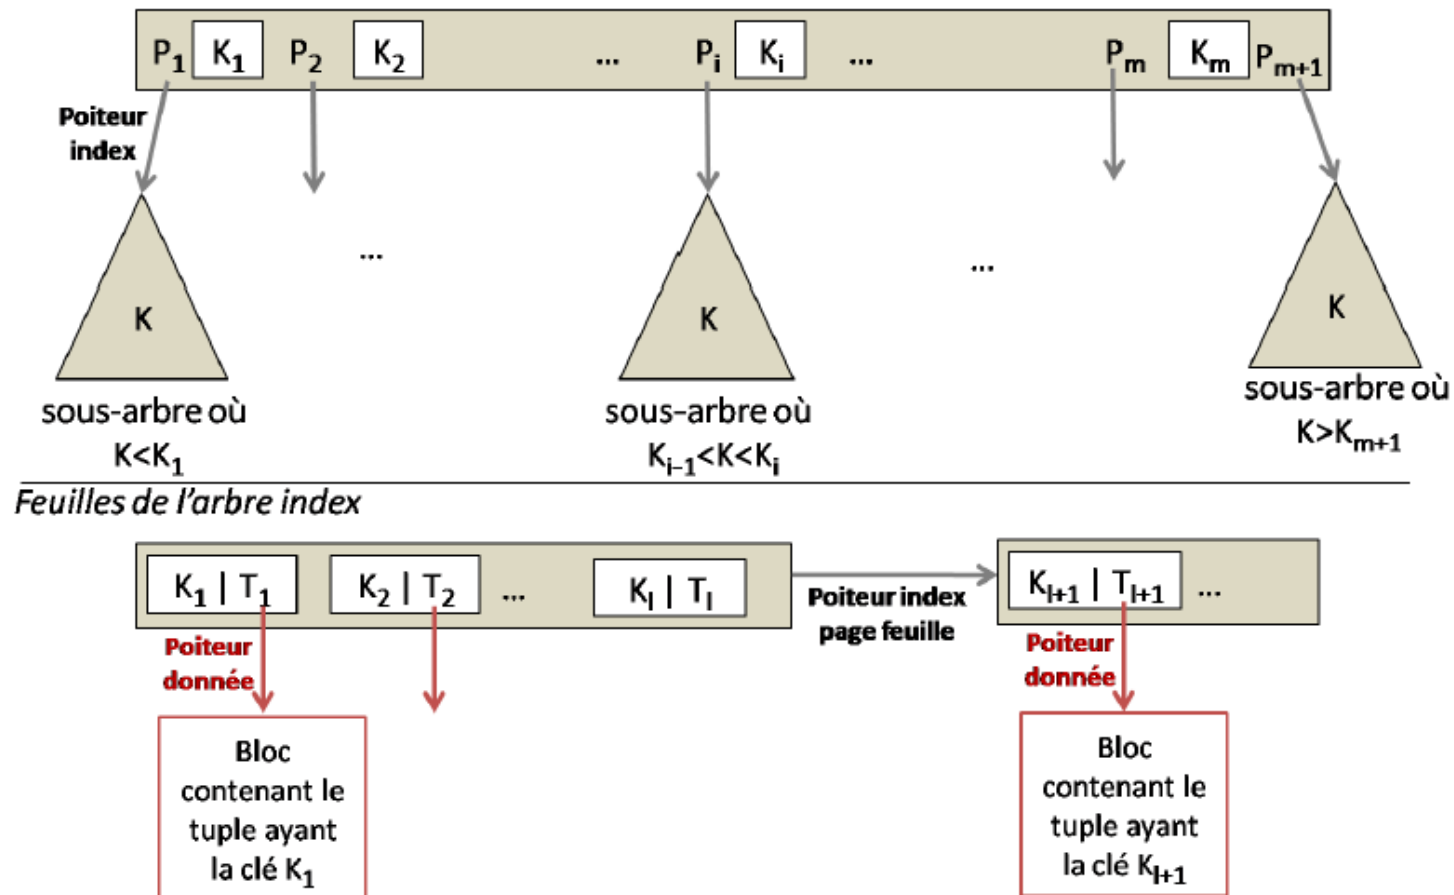 P₁ K₁ P₂ K₂ ... Pᵢ Kᵢ ... Pₘ Kₘ Pₘ₊₁
Poiteur
index
... ...
K K K
sous-arbre où
K<K₁
sous-arbre où
Kᵢ₋₁<K<Kᵢ
sous-arbre où
K>Kₘ₊₁
Feuilles de l'arbre index
K₁ | T₁ K₂ | T₂ ... Kₗ | Tₗ
Poiteur index
page feuille
Kₗ₊₁ | Tₗ₊₁ ...
Poiteur
donnée
Poiteur
donnée
Bloc
contenant le
tuple ayant
la clé K₁
Bloc
contenant le
tuple ayant
la clé Kₗ₊₁